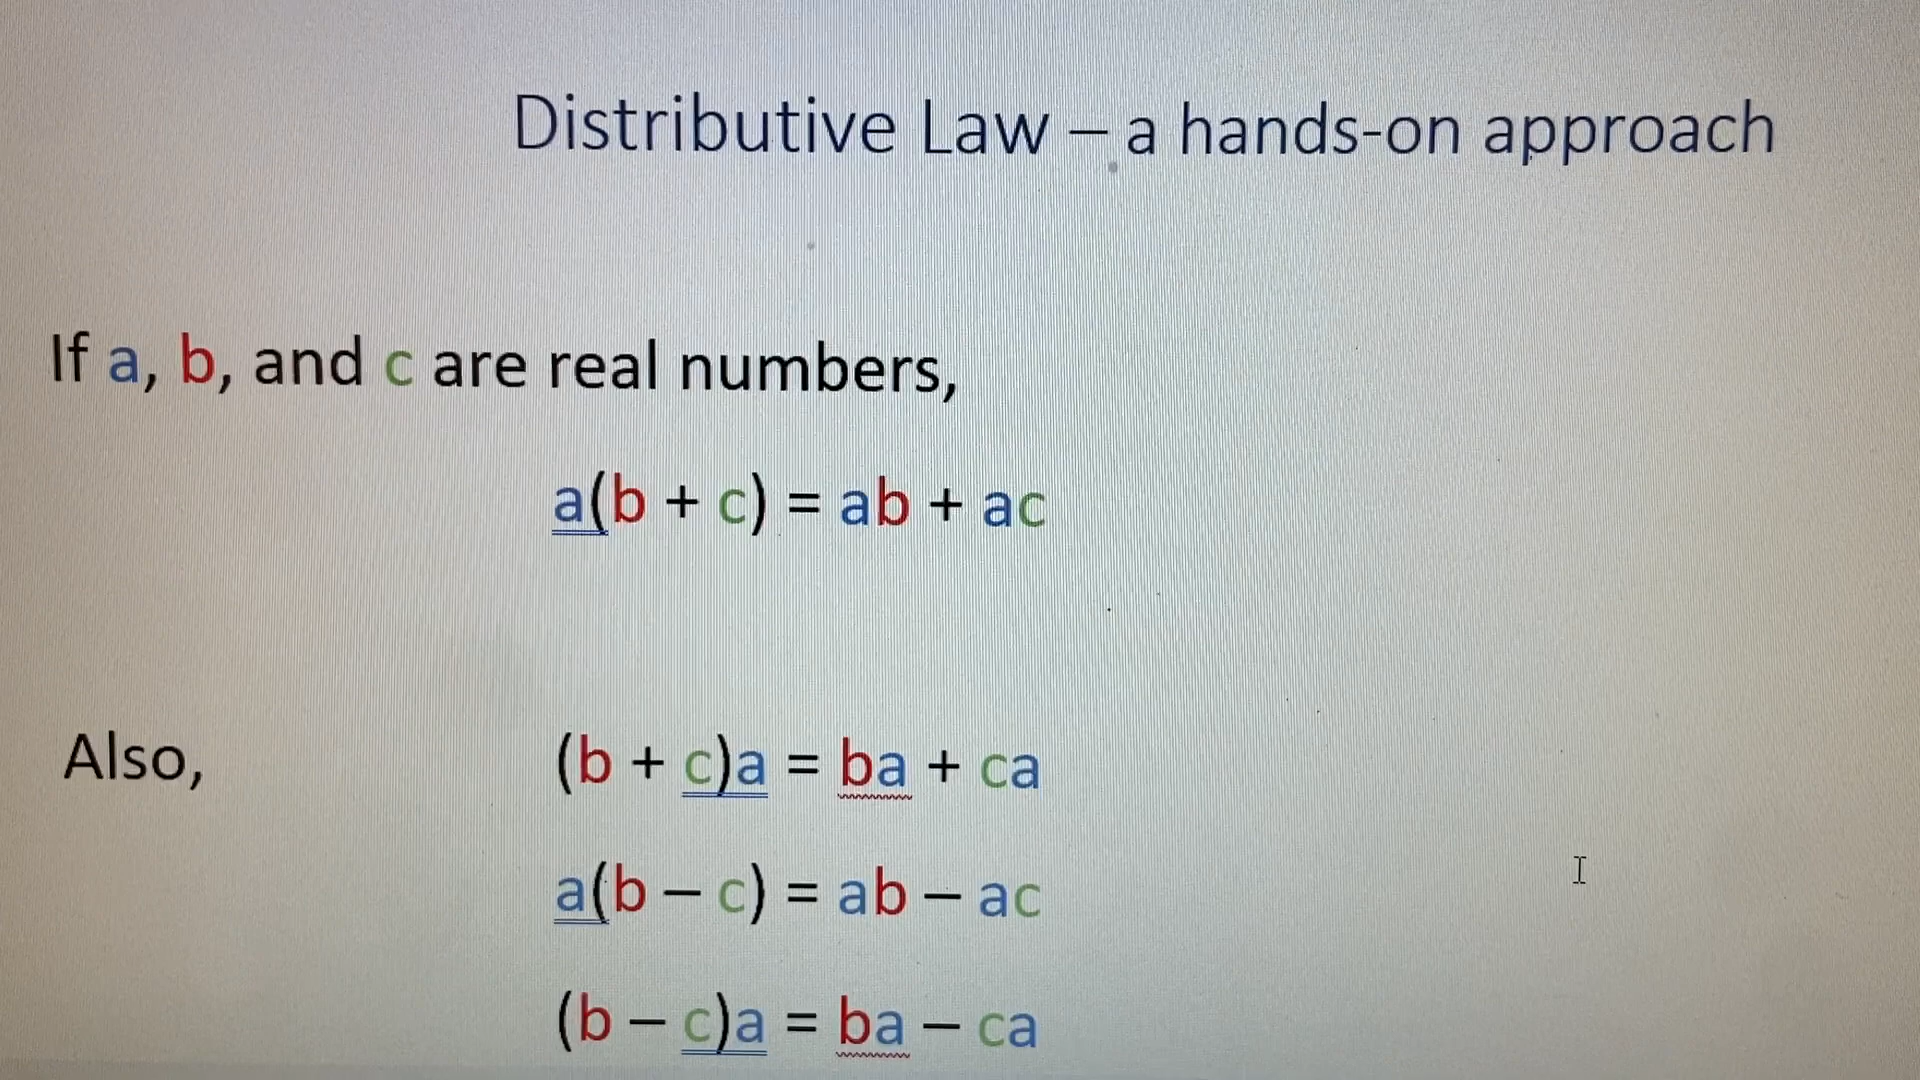 Distributive Law – a hands-on approach
If a, b, and c are real numbers,
a(b + c) = ab + ac
Also, (b + c)a = ba + ca
a(b – c) = ab – ac
(b – c)a = ba – ca